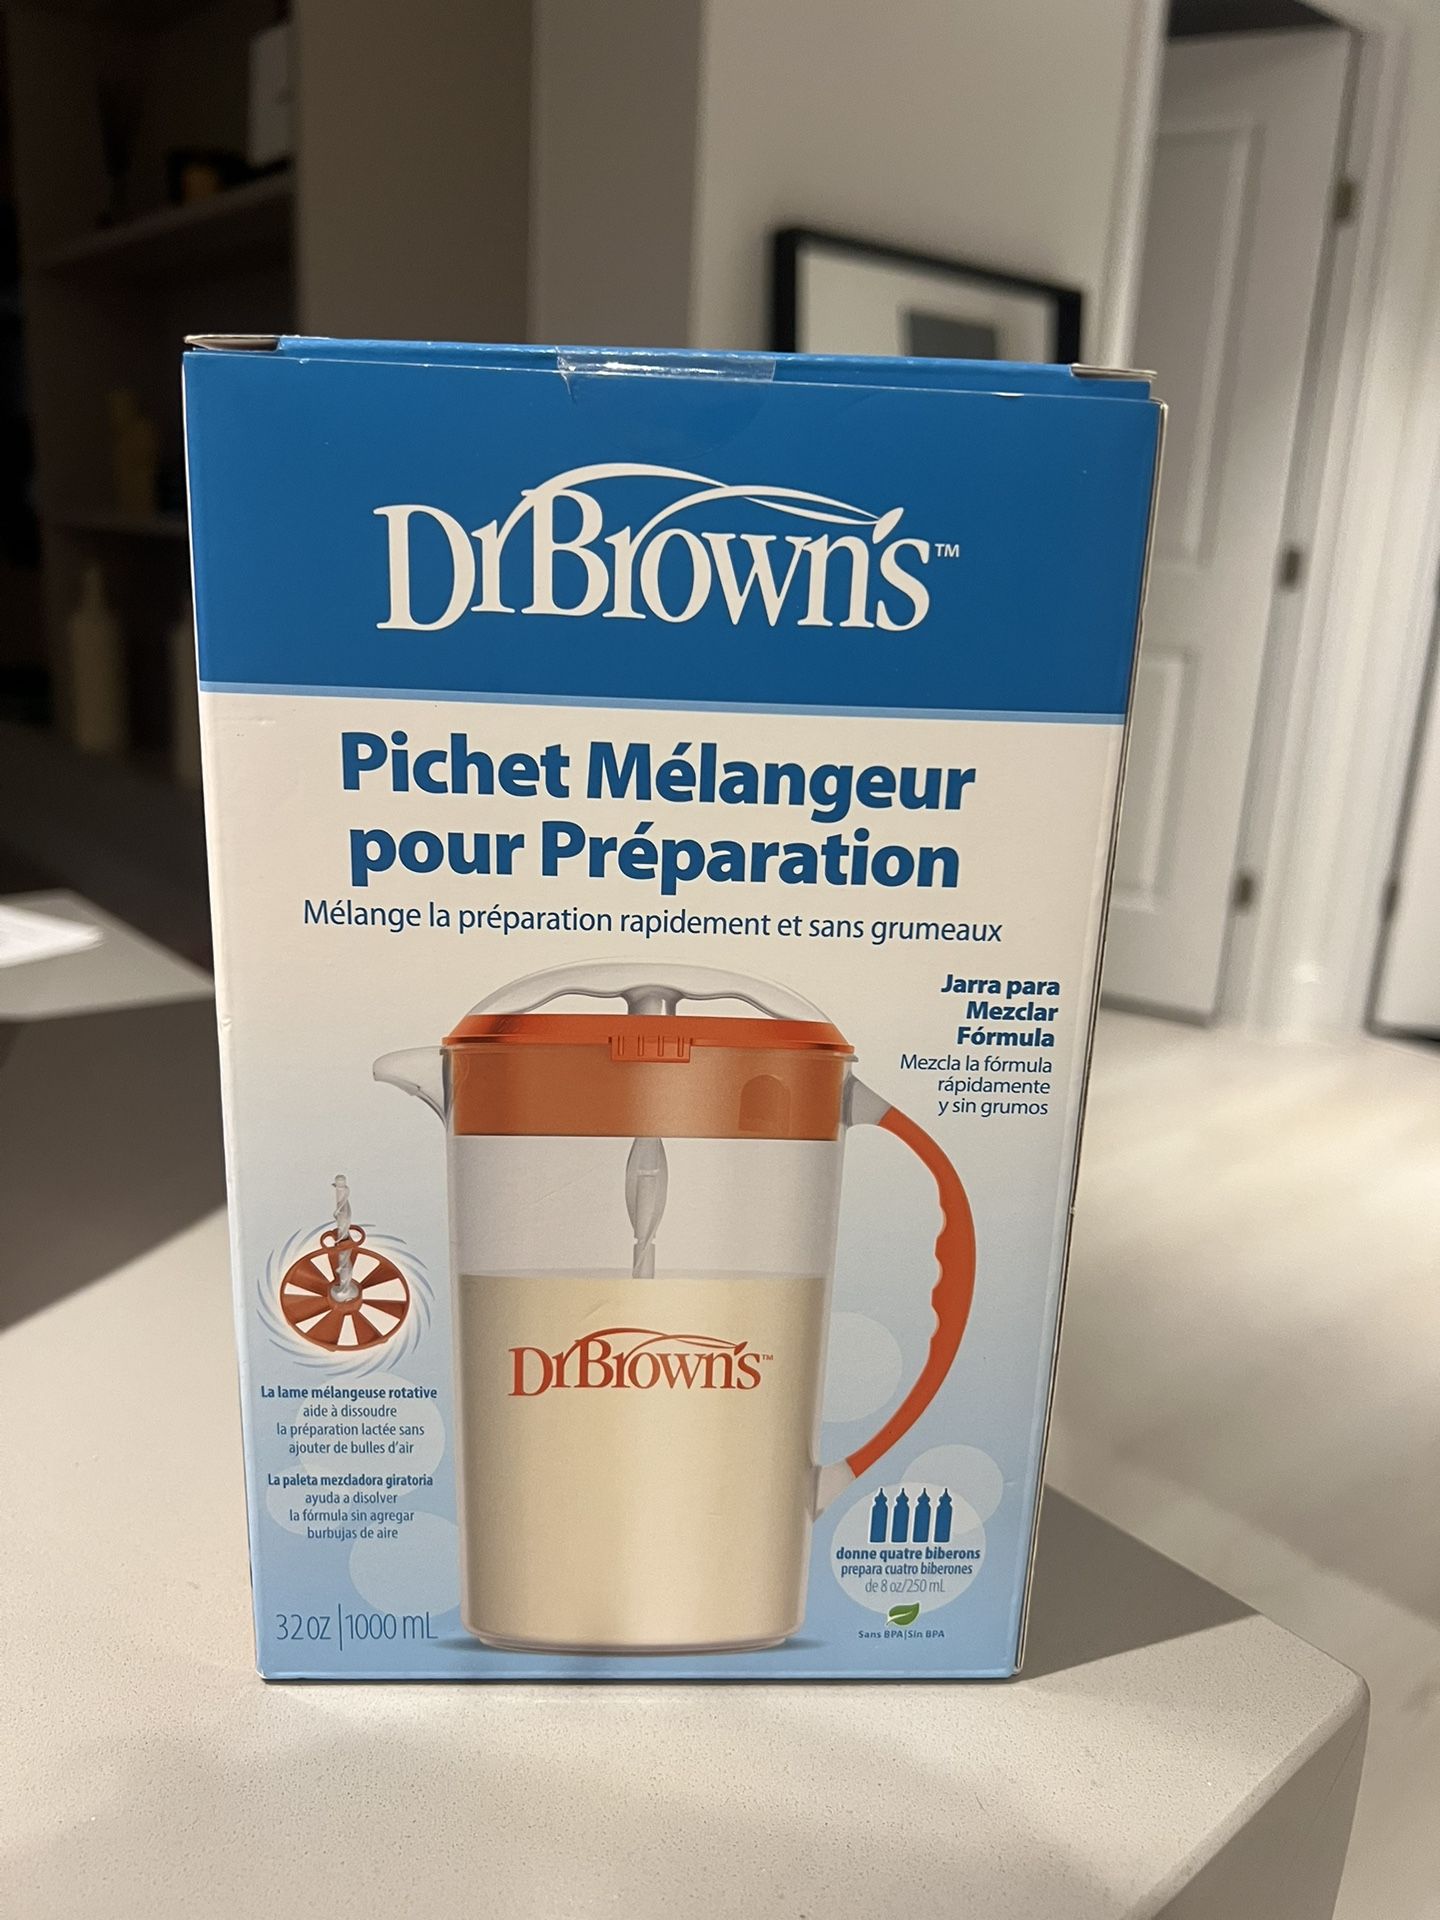 DrBrown's™
Pichet Mélangeur
pour Préparation
Mélange la préparation rapidement et sans grumeaux
Jarra para
Mezclar
Fórmula
Mezcla la fórmula
rápidamente
y sin grumos
DrBrown's™
La lame mélangeuse rotative
aide à dissoudre
la préparation lactée sans
ajouter de bulles d'air
La paleta mezcladora giratoria
ayuda a disolver
la fórmula sin agregar
burbujas de aire
32 oz | 1000 mL
donne quatre biberons
prepara cuatro biberones
de 8 oz/250 mL
Sans BPA|Sin BPA